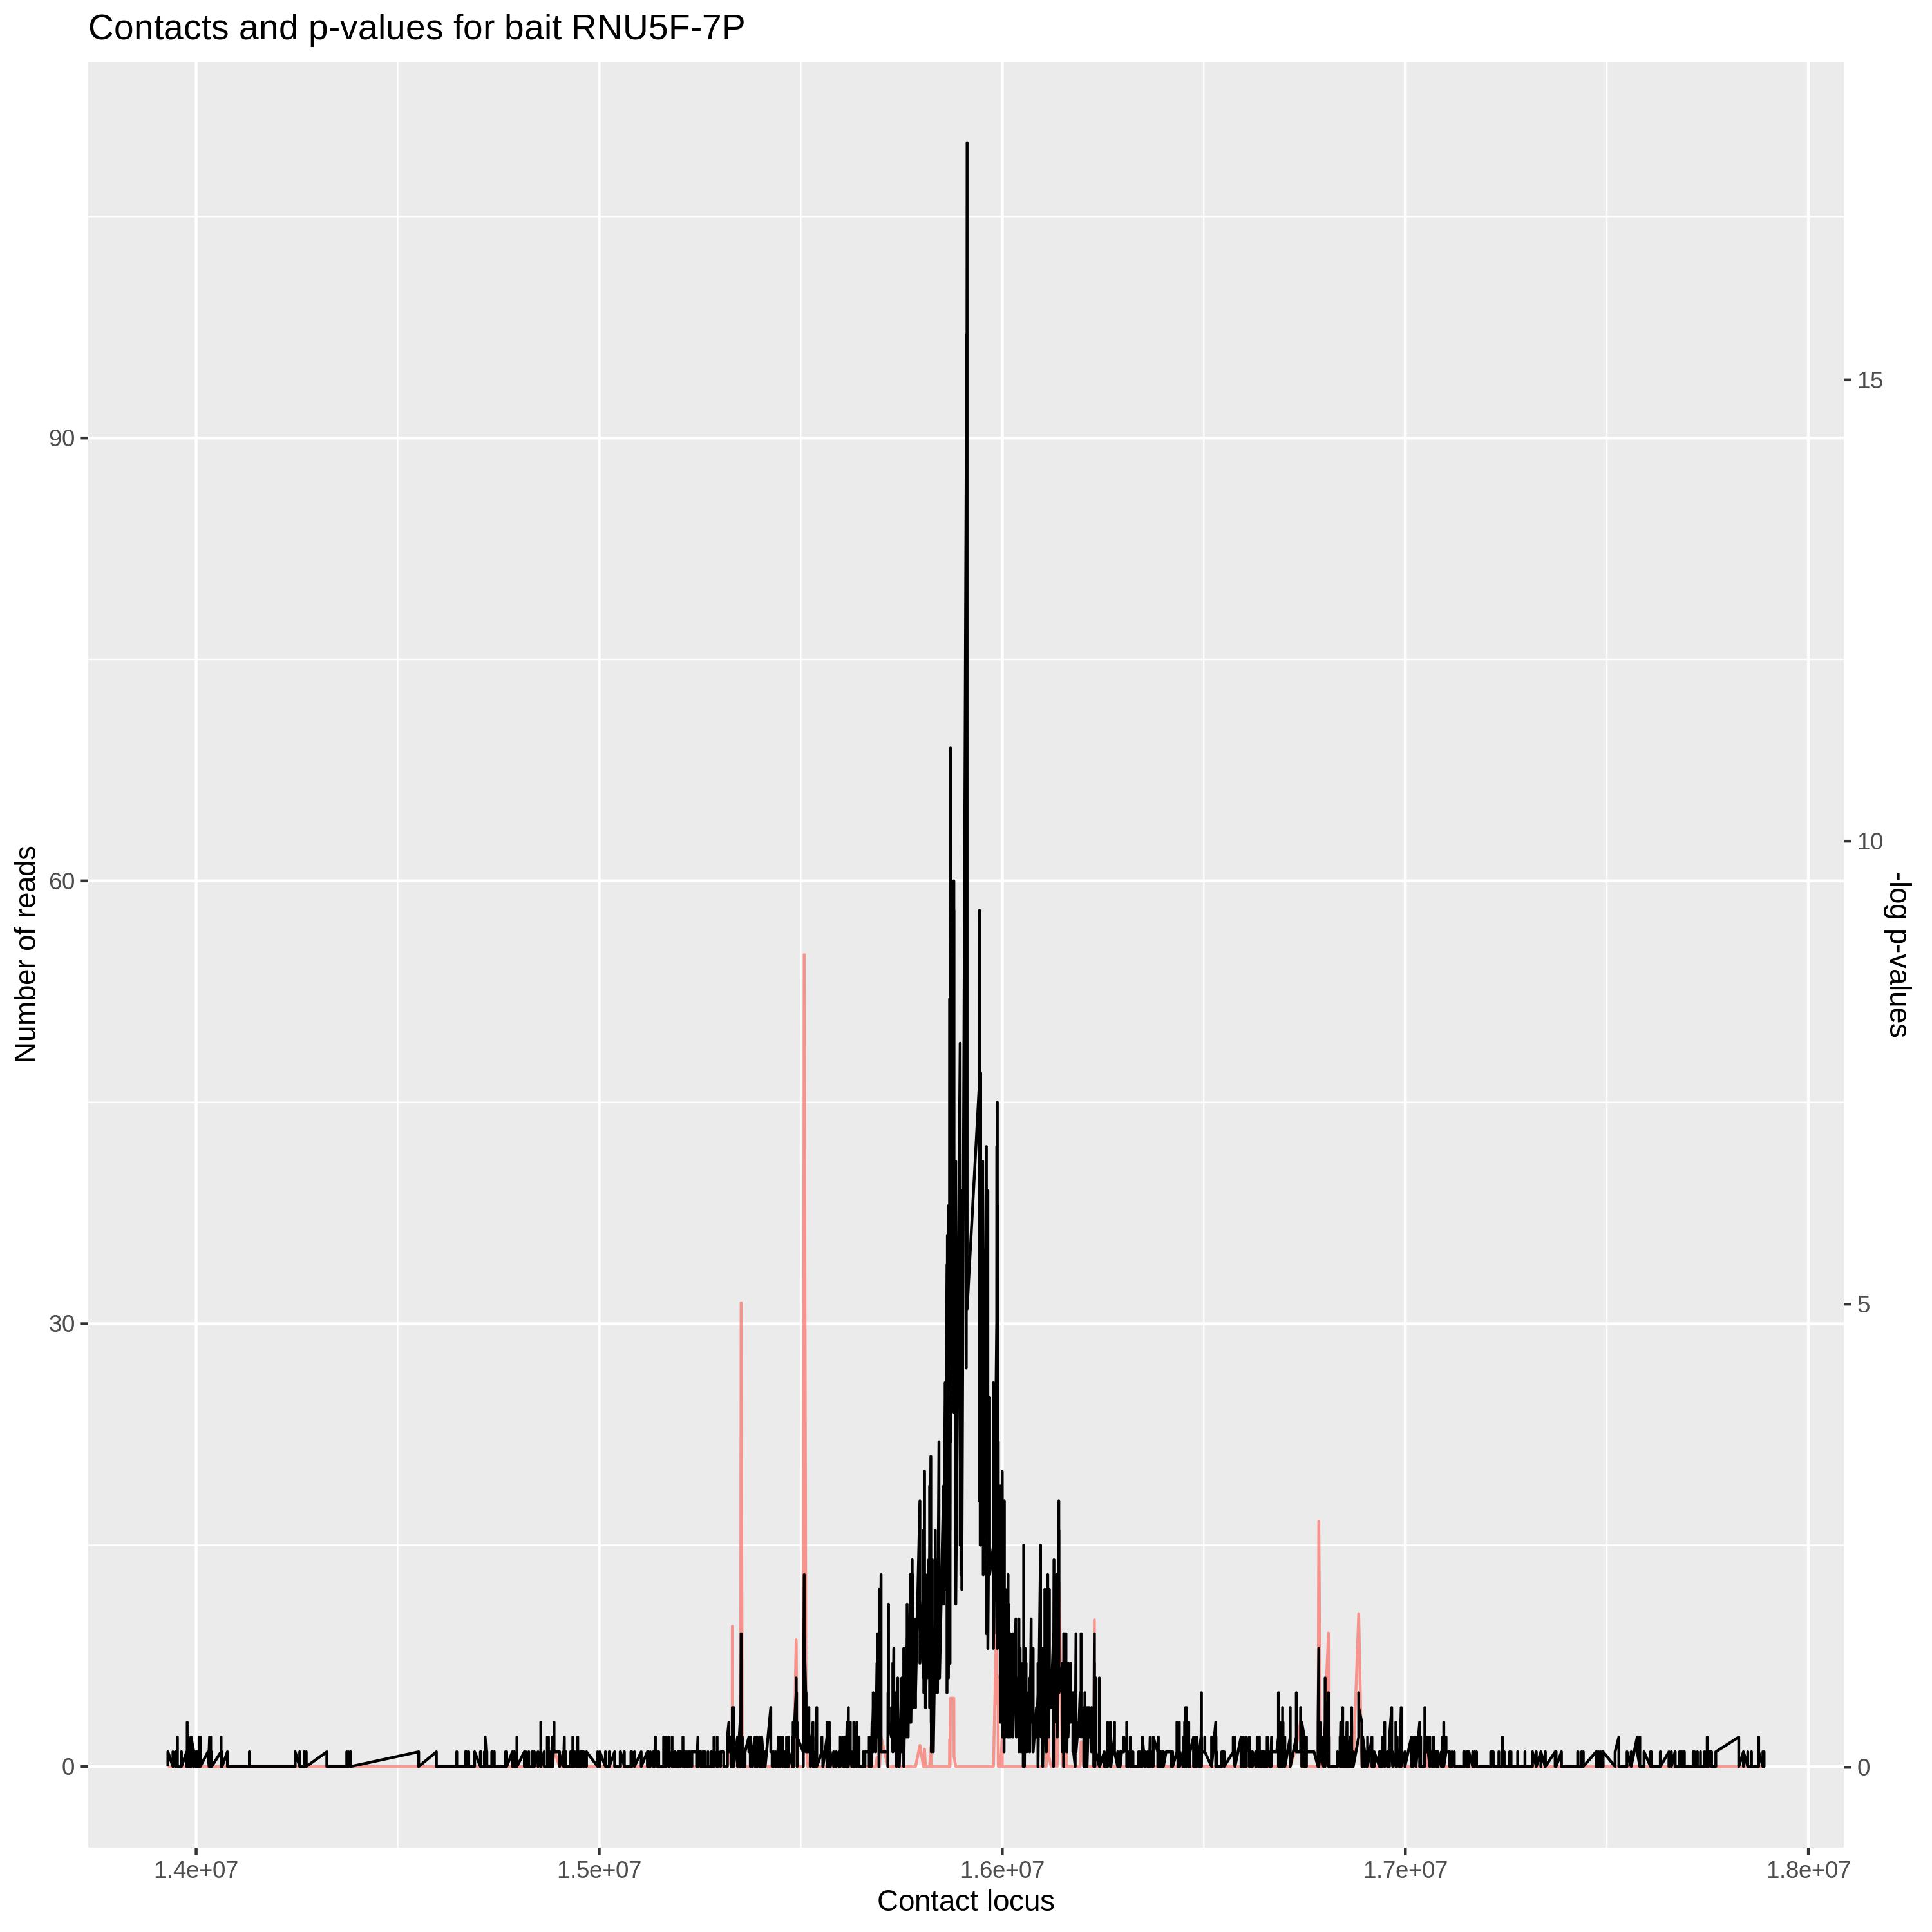 Contacts and p-values for bait RNU5F-7P
Number of reads
90
60
30
0
15
10
5
0
-log p-values
1.4e+07
1.5e+07
1.6e+07
1.7e+07
1.8e+07
Contact locus